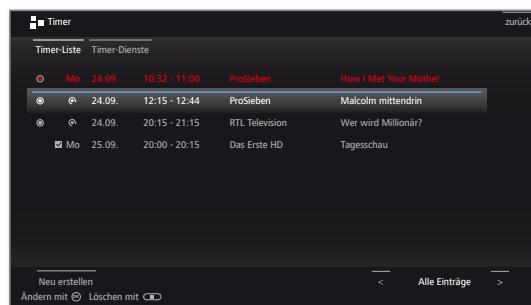 Timer zurück
Timer-Liste Timer-Dienste
Mo 24.09. 10:32 - 11:00 ProSieben How I Met Your Mother
24.09. 12:15 - 12:44 ProSieben Malcolm mittendrin
24.09. 20:15 - 21:15 RTL Television Wer wird Millionär?
Mo 25.09. 20:00 - 20:15 Das Erste HD Tagesschau
Neu erstellen < Alle Einträge >
Ändern mit OK Löschen mit